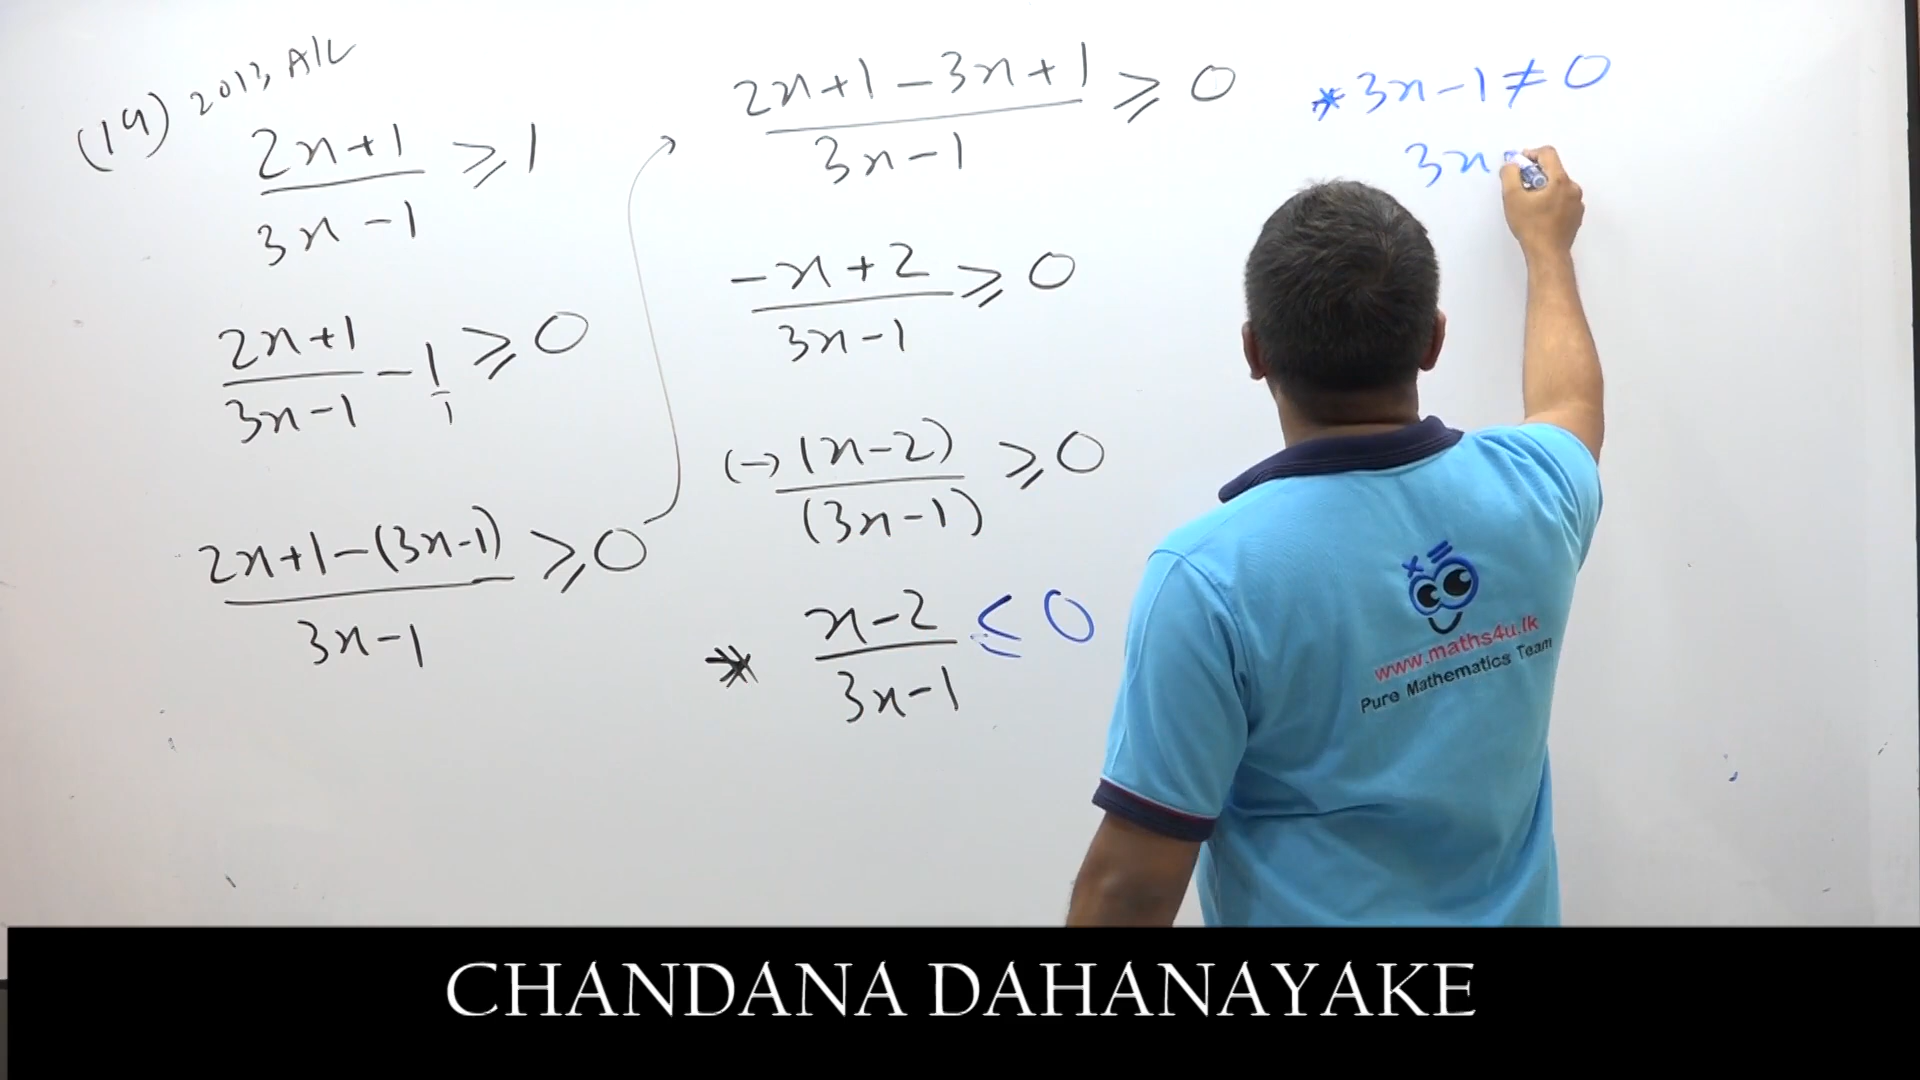 (19) 2013 A/L
2x+1/3x-1 ≥ 1
2x+1/3x-1 - 1/1 ≥ 0
2x+1-(3x-1)/3x-1 ≥ 0
2x+1-3x+1/3x-1 ≥ 0
-x+2/3x-1 ≥ 0
(-) (x-2)/(3x-1) ≥ 0
* x-2/3x-1 ≤ 0
* 3x-1 ≠ 0
3x
x =
www.maths4u.lk
Pure Mathematics Team
CHANDANA DAHANAYAKE